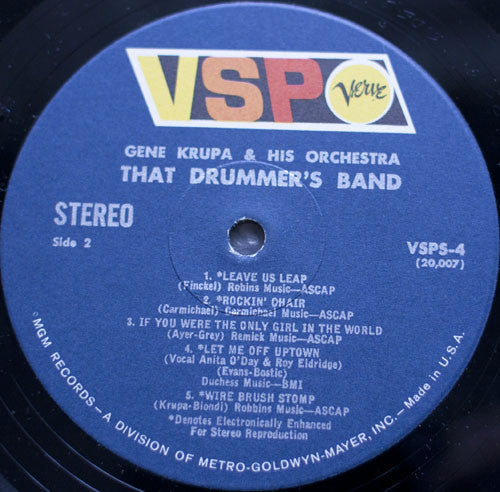 VSP Verve
GENE KRUPA & HIS ORCHESTRA
THAT DRUMMER'S BAND
STEREO
Side 2
VSPS-4
(20,007)
1. *LEAVE US LEAP
(Finckel) Robins Music—ASCAP
2. *ROCKIN' CHAIR
(Carmichael) Carmichael Music—ASCAP
3. IF YOU WERE THE ONLY GIRL IN THE WORLD
(Ayer-Grey) Remick Music—ASCAP
4. *LET ME OFF UPTOWN
(Vocal Anita O'Day & Roy Eldridge)
(Evans-Bostic)
Duchess Music—BMI
5. *WIRE BRUSH STOMP
(Krupa-Biondi) Robbins Music—ASCAP
*Denotes Electronically Enhanced
For Stereo Reproduction
MGM RECORDS — A DIVISION OF METRO-GOLDWYN-MAYER, INC. — Made in U.S.A.